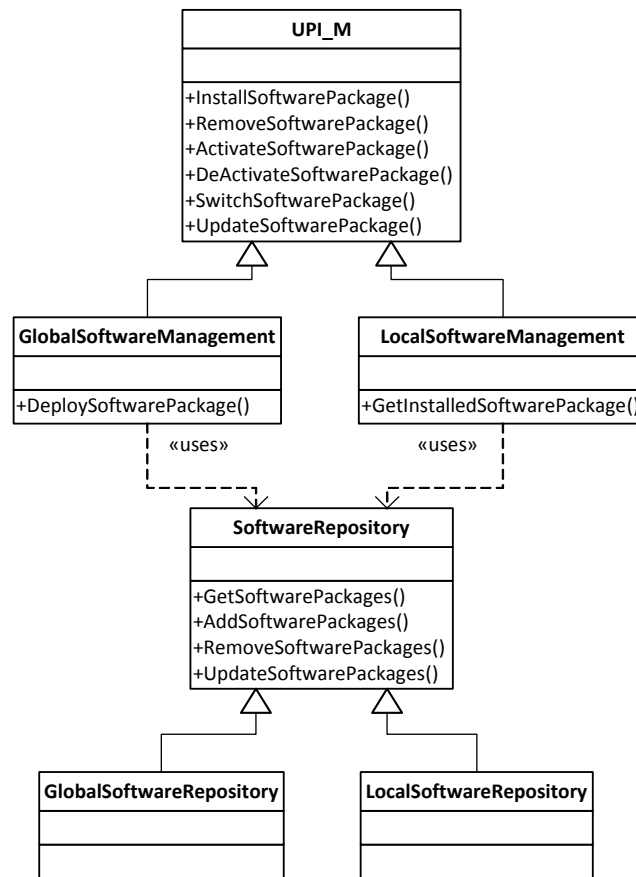 UPI_M
+InstallSoftwarePackage()
+RemoveSoftwarePackage()
+ActivateSoftwarePackage()
+DeActivateSoftwarePackage()
+SwitchSoftwarePackage()
+UpdateSoftwarePackage()
GlobalSoftwareManagement
+DeploySoftwarePackage()
LocalSoftwareManagement
+GetInstalledSoftwarePackage()
«uses»
«uses»
SoftwareRepository
+GetSoftwarePackages()
+AddSoftwarePackages()
+RemoveSoftwarePackages()
+UpdateSoftwarePackages()
GlobalSoftwareRepository
LocalSoftwareRepository